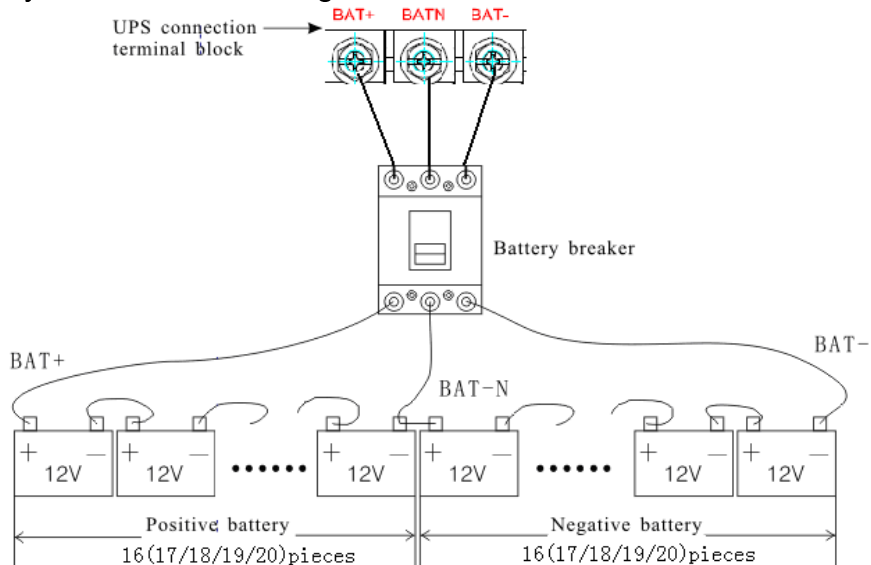 BAT+ BATN BAT-
UPS connection
terminal block
Battery breaker
BAT+
BAT-
BAT-N
+ − + − + − + − + − + −
12V 12V •••••• 12V 12V •••••• 12V 12V
Positive battery Negative battery
16(17/18/19/20)pieces 16(17/18/19/20)pieces